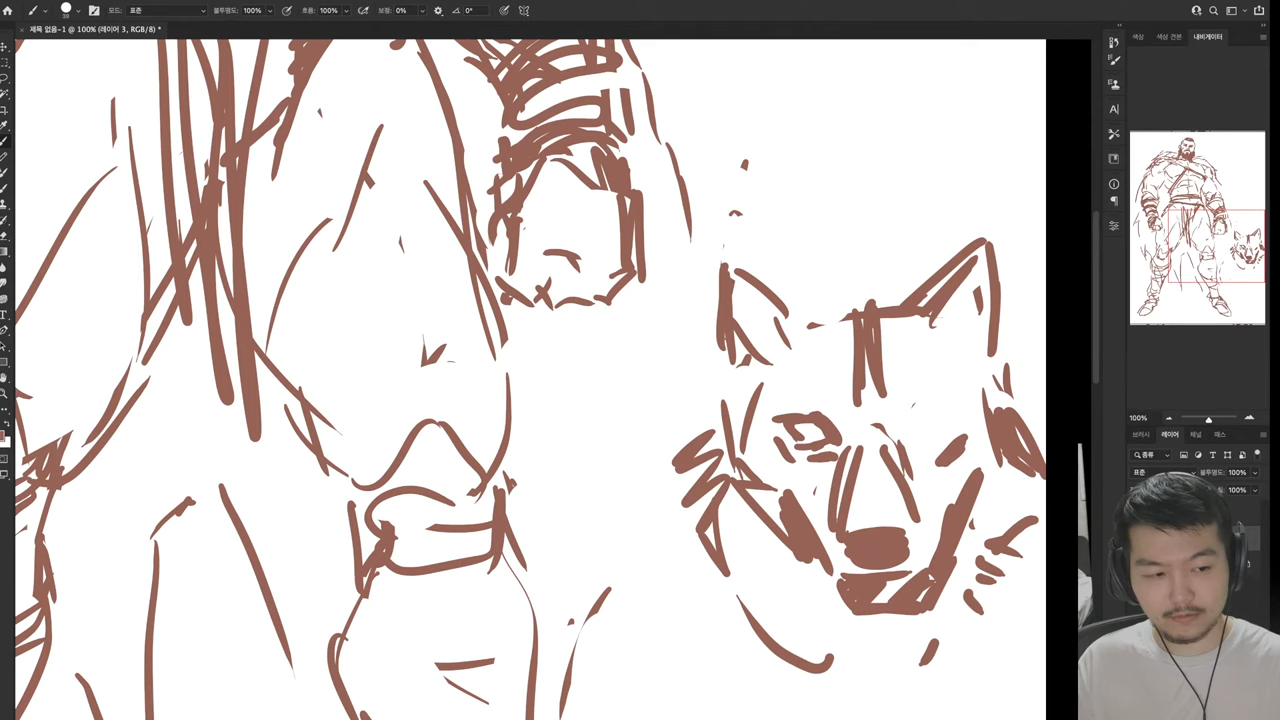 39 모드: 표준 불투명도: 100% 흐름: 100% 보정: 0% 0°
제목 없음-1 @ 100% (레이어 3, RGB/8) *
색상 색상 견본 내비게이터
100%
브러시 레이어 채널 패스
종류
표준 불투명도: 100%
100%